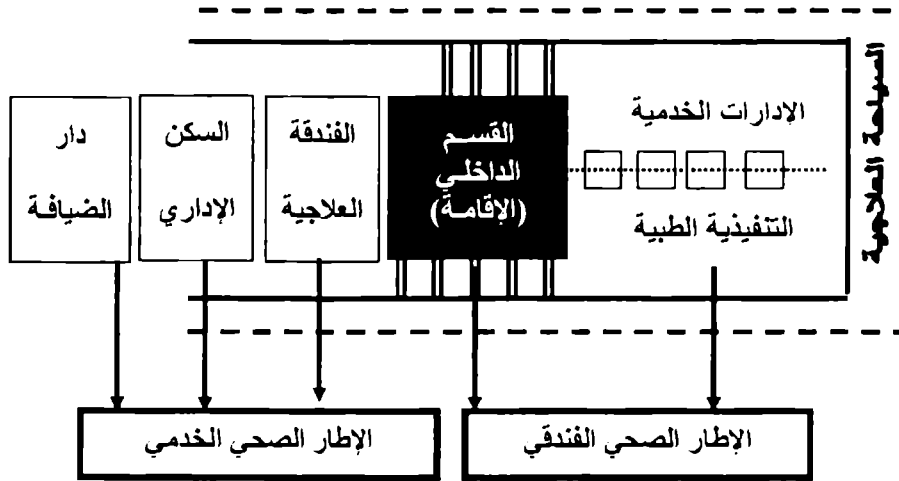 السياحة العلاجية
الإدارات الخدمية
التنفيذية الطبية
القسم
الداخلي
(الإقامة)
الفندقة
العلاجية
السكن
الإداري
دار
الضيافة
الإطار الصحي الفندقي
الإطار الصحي الخدمي